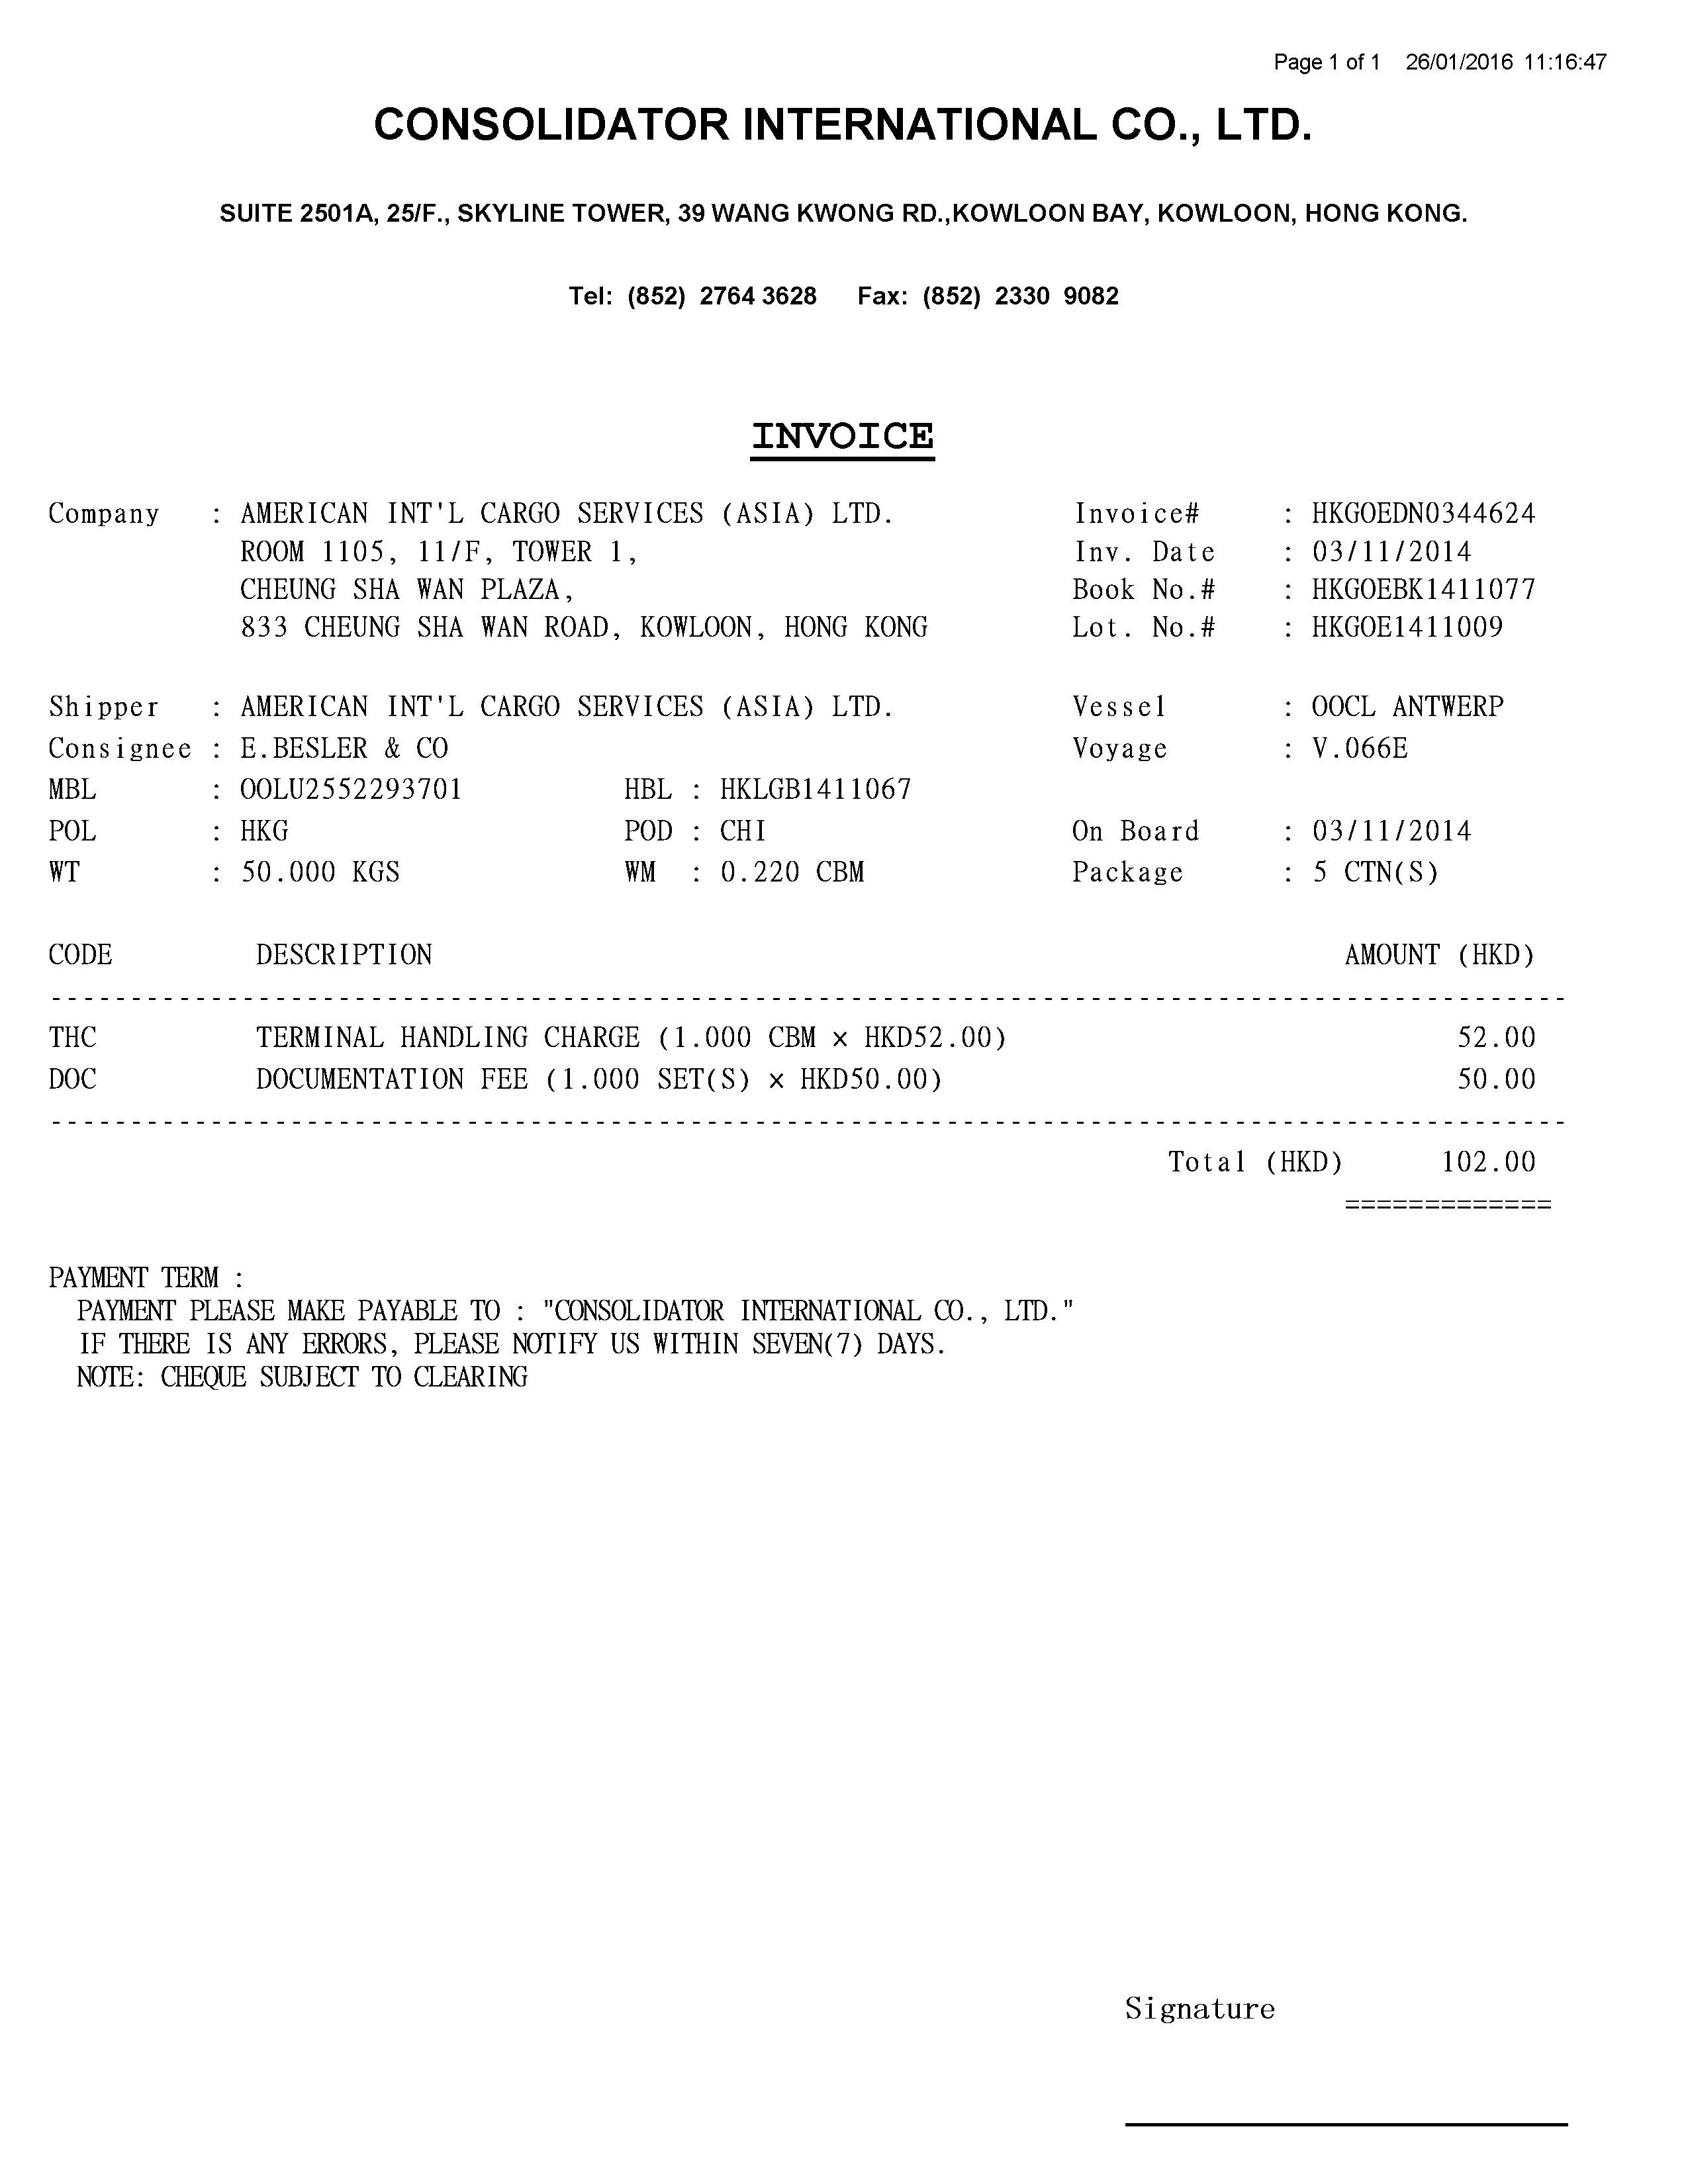 Page 1 of 1 26/01/2016 11:16:47
CONSOLIDATOR INTERNATIONAL CO., LTD.
SUITE 2501A, 25/F., SKYLINE TOWER, 39 WANG KWONG RD.,KOWLOON BAY, KOWLOON, HONG KONG.
Tel: (852) 2764 3628 Fax: (852) 2330 9082
INVOICE
Company : AMERICAN INT'L CARGO SERVICES (ASIA) LTD. Invoice# : HKGOEDN0344624
ROOM 1105, 11/F, TOWER 1, Inv. Date : 03/11/2014
CHEUNG SHA WAN PLAZA, Book No.# : HKGOEBK1411077
833 CHEUNG SHA WAN ROAD, KOWLOON, HONG KONG Lot. No.# : HKGOE1411009
Shipper : AMERICAN INT'L CARGO SERVICES (ASIA) LTD. Vessel : OOCL ANTWERP
Consignee : E.BESLER & CO Voyage : V.066E
MBL : OOLU2552293701 HBL : HKLGB1411067
POL : HKG POD : CHI On Board : 03/11/2014
WT : 50.000 KGS WM : 0.220 CBM Package : 5 CTN(S)
CODE DESCRIPTION AMOUNT (HKD)
THC TERMINAL HANDLING CHARGE (1.000 CBM × HKD52.00) 52.00
DOC DOCUMENTATION FEE (1.000 SET(S) × HKD50.00) 50.00
Total (HKD) 102.00
=============
PAYMENT TERM :
PAYMENT PLEASE MAKE PAYABLE TO : "CONSOLIDATOR INTERNATIONAL CO., LTD."
IF THERE IS ANY ERRORS, PLEASE NOTIFY US WITHIN SEVEN(7) DAYS.
NOTE: CHEQUE SUBJECT TO CLEARING
Signature